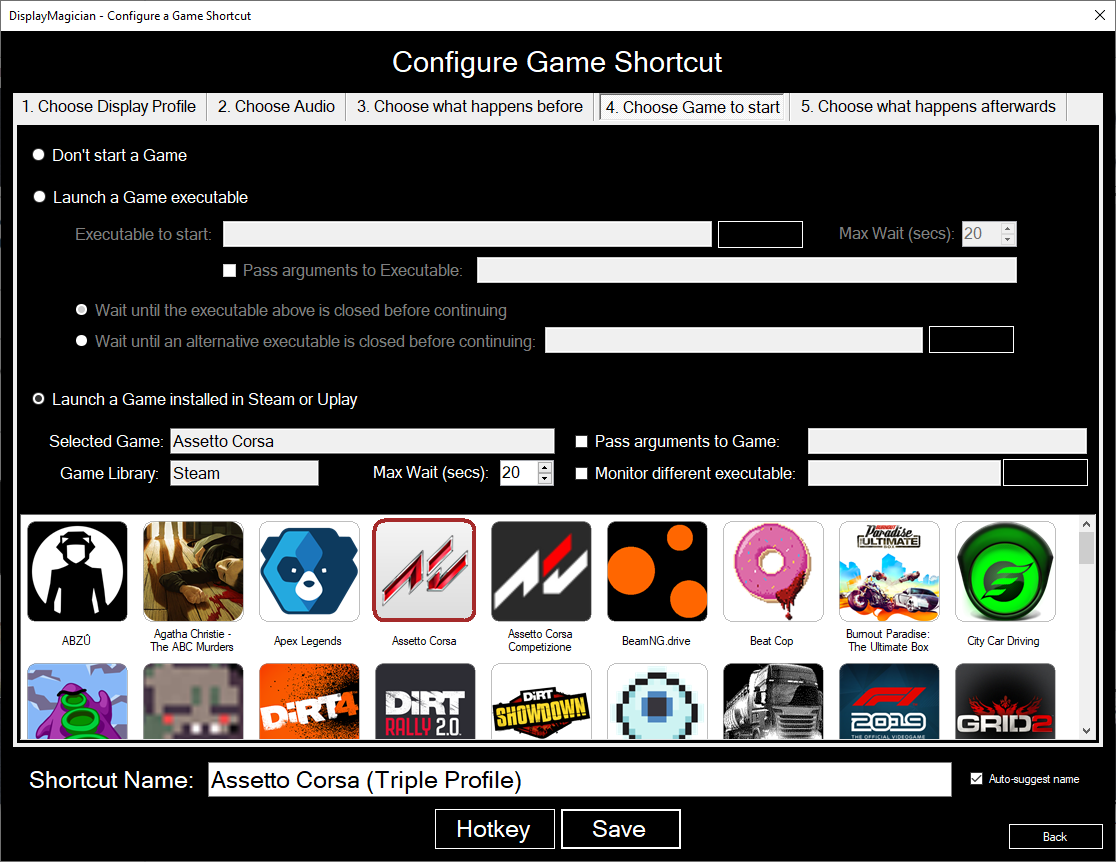 DisplayMagician - Configure a Game Shortcut
Configure Game Shortcut
1. Choose Display Profile
2. Choose Audio
3. Choose what happens before
4. Choose Game to start
5. Choose what happens afterwards
Don't start a Game
Launch a Game executable
Executable to start:
Max Wait (secs): 20
Pass arguments to Executable:
Wait until the executable above is closed before continuing
Wait until an alternative executable is closed before continuing:
Launch a Game installed in Steam or Uplay
Selected Game: Assetto Corsa
Pass arguments to Game:
Game Library: Steam
Max Wait (secs): 20
Monitor different executable:
Burnout
Paradise
THE ULTIMATE
BOX
ABZÛ
Agatha Christie -
The ABC Murders
Apex Legends
Assetto Corsa
Assetto Corsa
Competizione
BeamNG.drive
Beat Cop
Burnout Paradise:
The Ultimate Box
City Car Driving
DiRT4
DiRT
RALLY 2.0
DiRT
SHOWDOWN
F1
2019
THE OFFICIAL VIDEOGAME
GRID 2
Shortcut Name: Assetto Corsa (Triple Profile)
Auto-suggest name
Hotkey
Save
Back